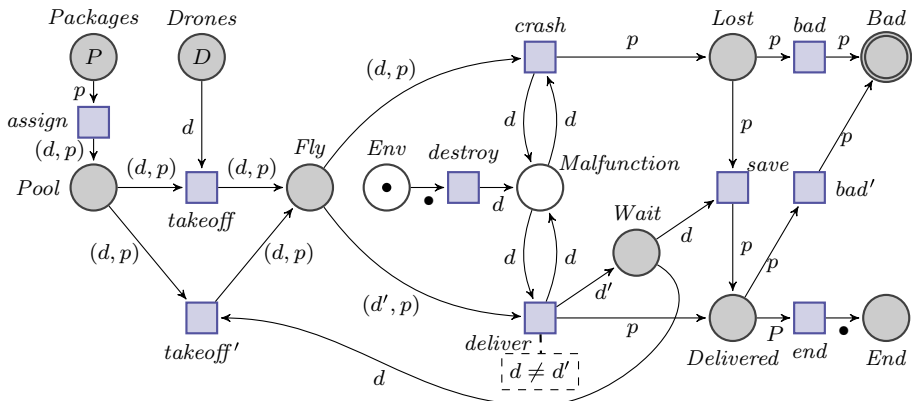 Packages Drones Lost Bad
crash bad
P D
(d, p) p p p
p
assign d
(d, p) d d p
Fly Env destroy
(d, p) (d, p) Malfunction save p
Pool d bad′
takeoff Wait
(d, p) (d, p) d d d p p
(d′, p) d′
p P
takeoff′ deliver Delivered end End
d d ≠ d′